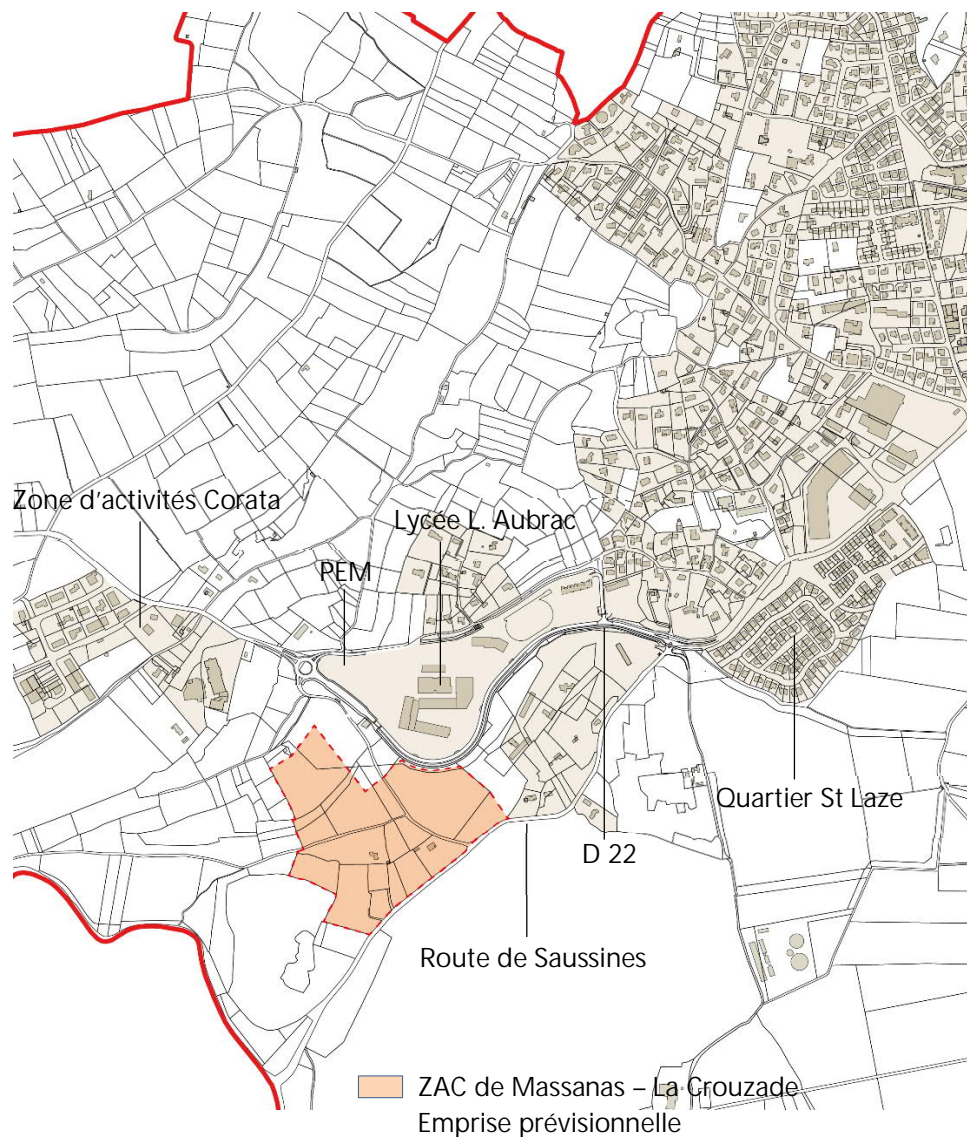 Zone d'activités Corata
Lycée L. Aubrac
PEM
Quartier St Laze
D 22
Route de Saussines
ZAC de Massanas – La Crouzade
Emprise prévisionnelle